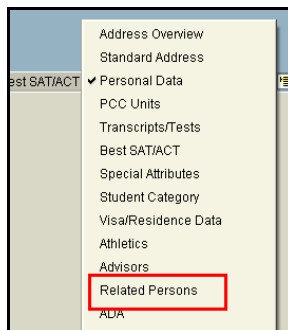 Address Overview
Standard Address
est SAT/ACT ✔ Personal Data
PCC Units
Transcripts/Tests
Best SAT/ACT
Special Attributes
Student Category
Visa/Residence Data
Athletics
Advisors
Related Persons
ADA